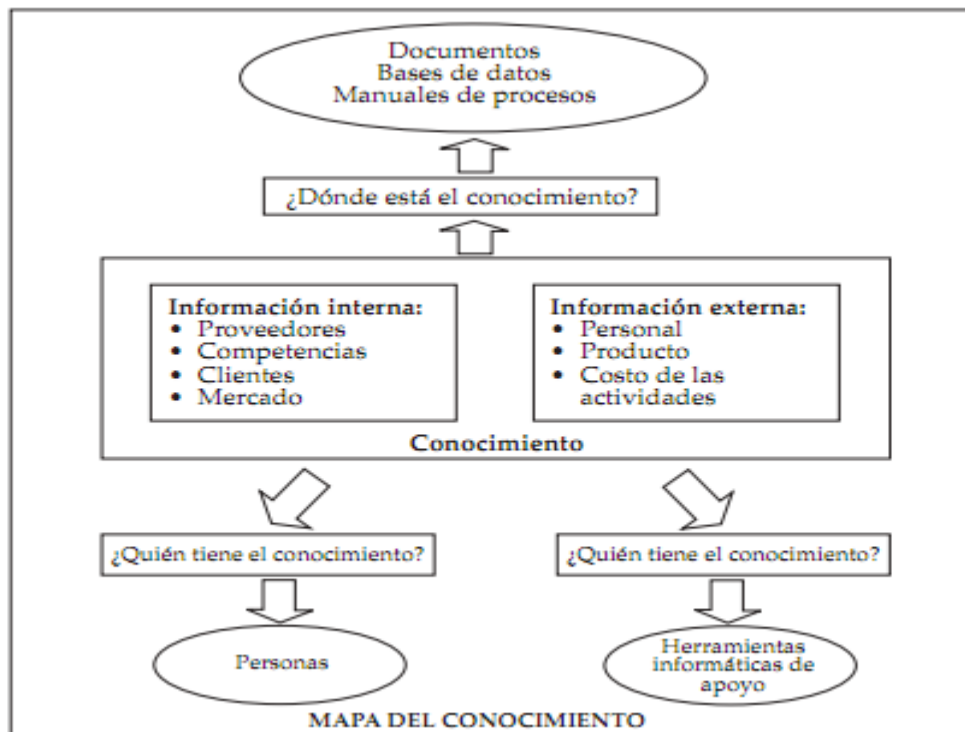 Documentos
Bases de datos
Manuales de procesos
¿Dónde está el conocimiento?
Información interna:
• Proveedores
• Competencias
• Clientes
• Mercado
Información externa:
• Personal
• Producto
• Costo de las
actividades
Conocimiento
¿Quién tiene el conocimiento?
¿Quién tiene el conocimiento?
Personas
Herramientas
informáticas de
apoyo
MAPA DEL CONOCIMIENTO